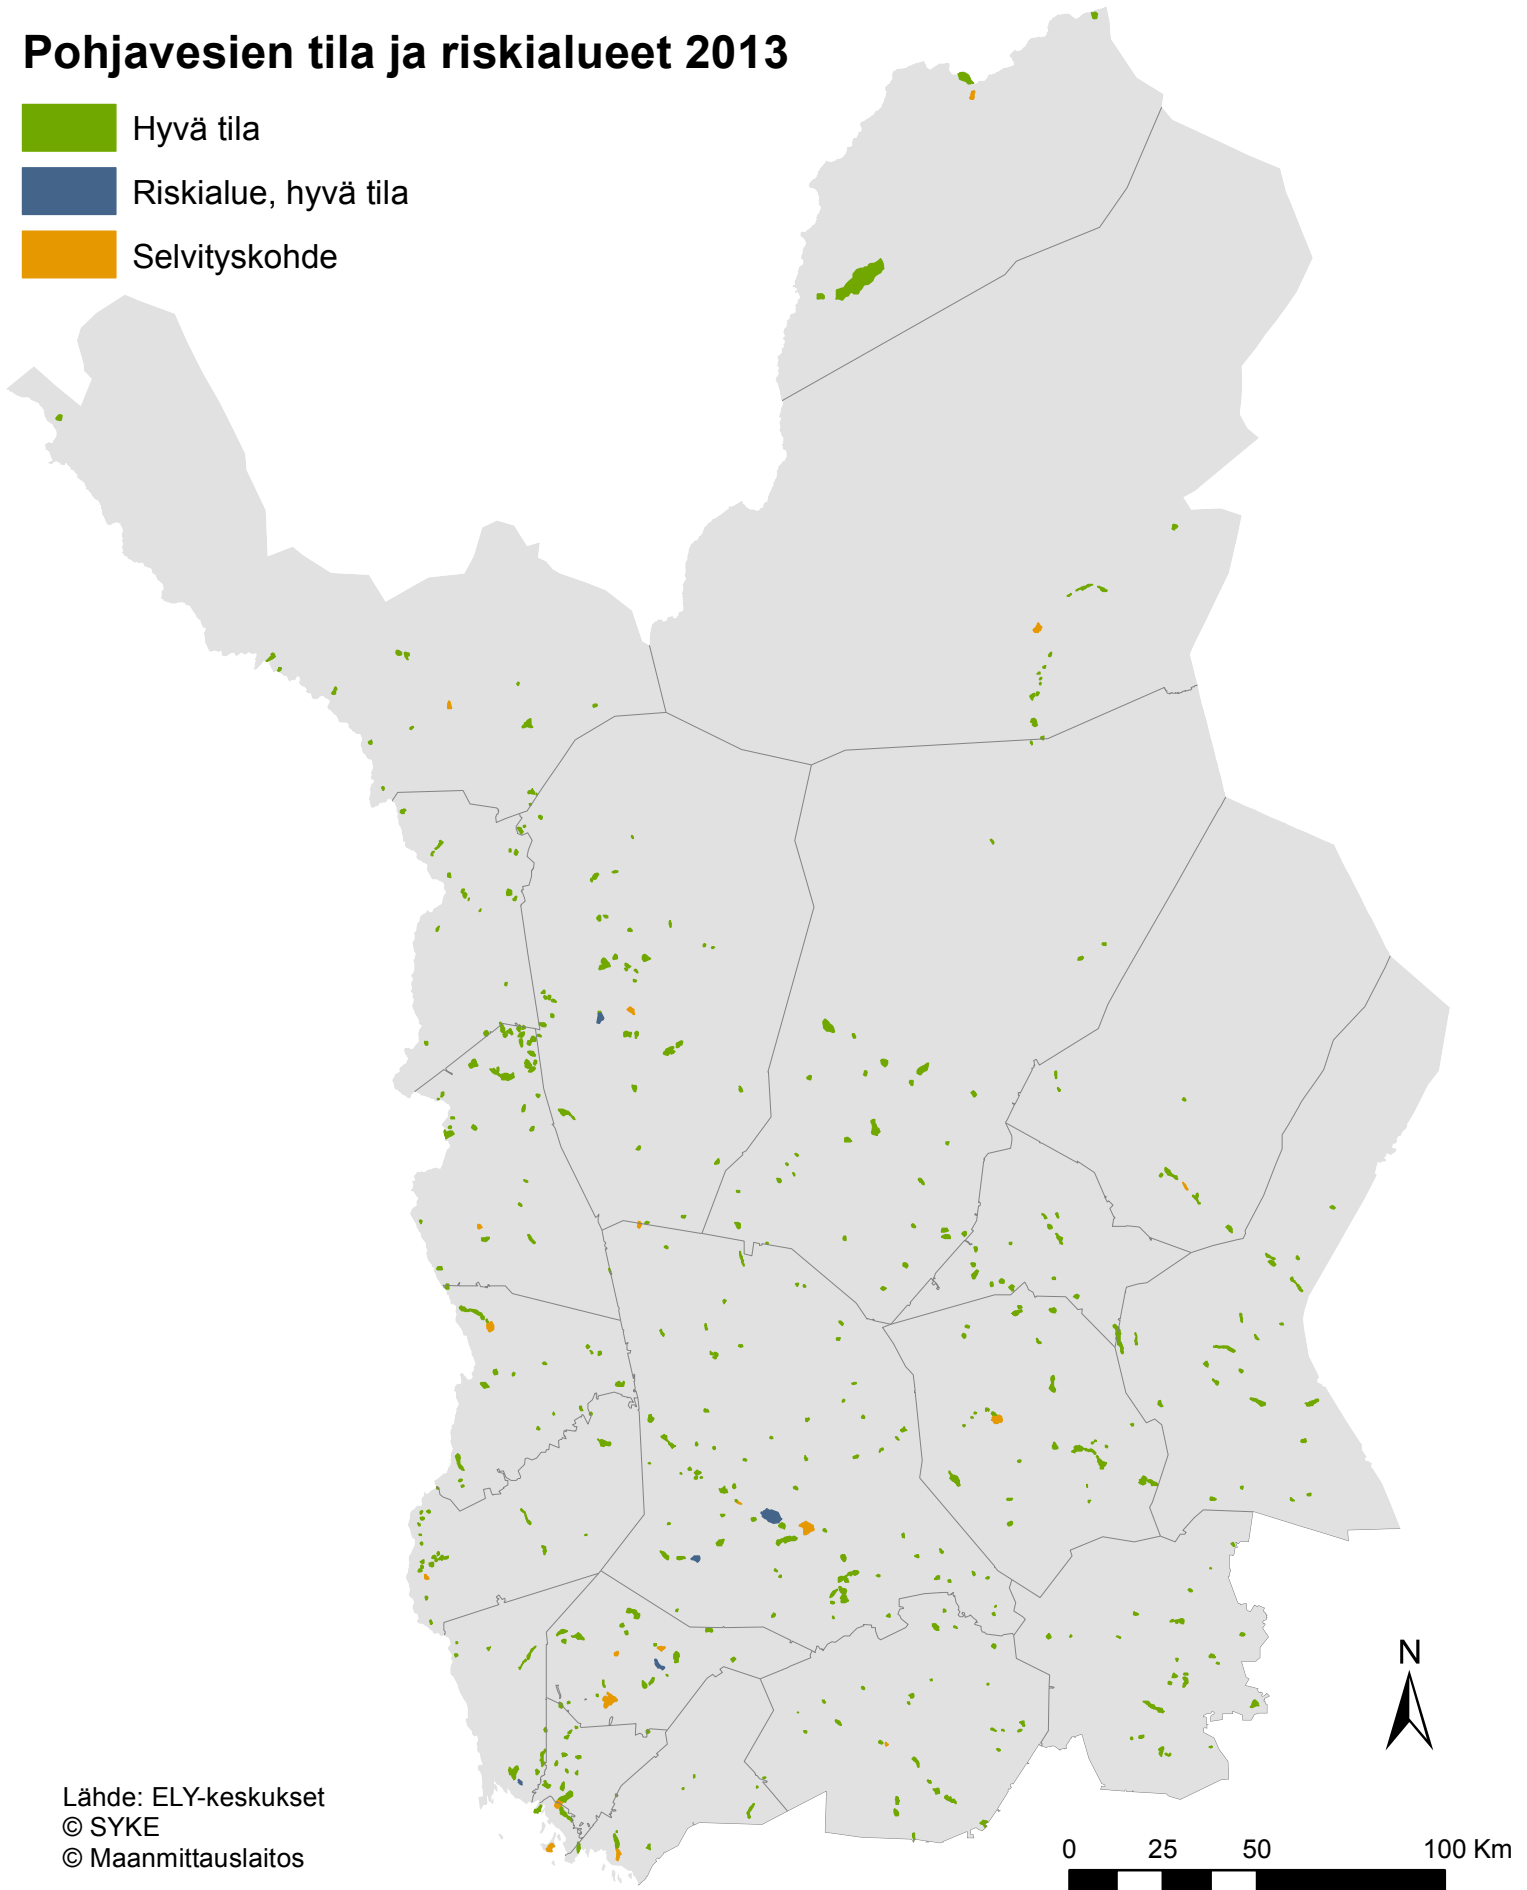 Pohjavesien tila ja riskialueet 2013
Hyvä tila
Riskialue, hyvä tila
Selvityskohde
N
Lähde: ELY-keskukset
© SYKE
© Maanmittauslaitos
0 25 50 100 Km